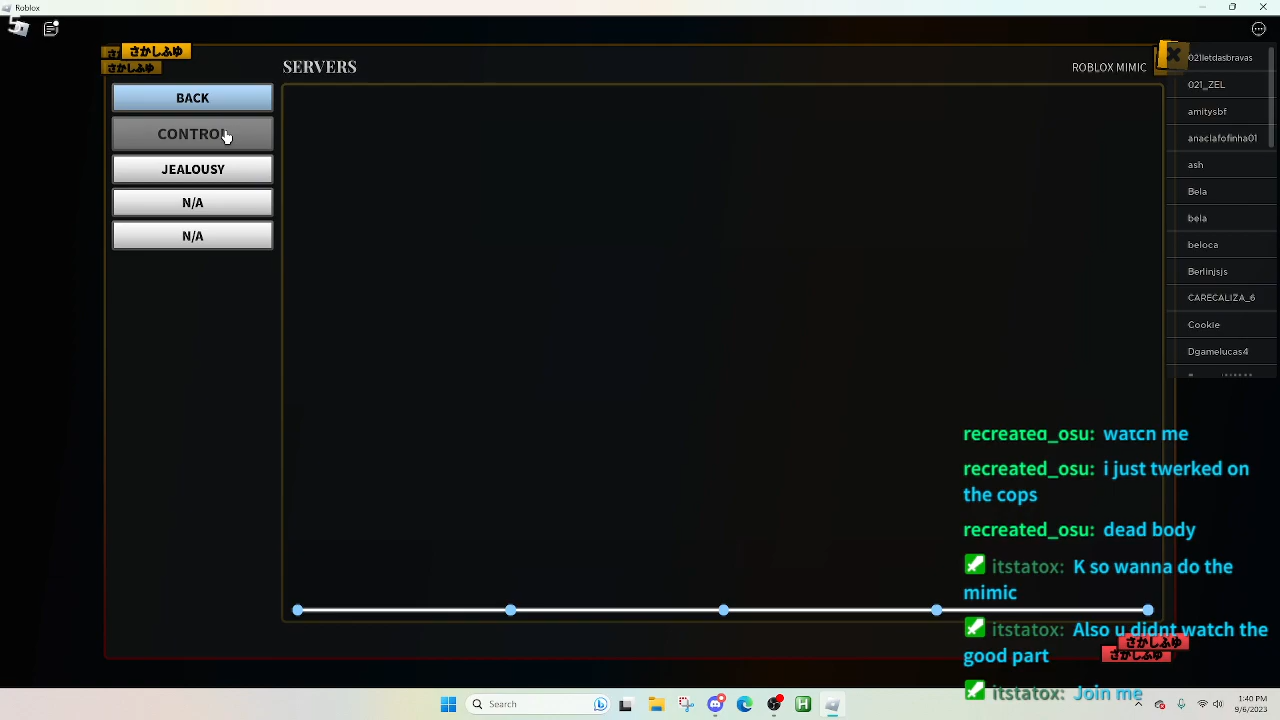 Roblox
さかしふゆ
さかしふゆ
SERVERS
ROBLOX MIMIC
BACK
CONTROL
JEALOUSY
N/A
N/A
021letdasbravas
021_ZEL
amitysbf
anaclafofinha01
ash
Bela
bela
beloca
Berlinjsjs
CARECALIZA_6
Cookie
Dgamelucas4
recreated_osu: watch me
recreated_osu: i just twerked on
the cops
recreated_osu: dead body
itstatox: K so wanna do the
mimic
itstatox: Also u didnt watch the
good part
さかしふゆ
さかしふゆ
itstatox: Join me
Search
1:48 PM
9/6/2023